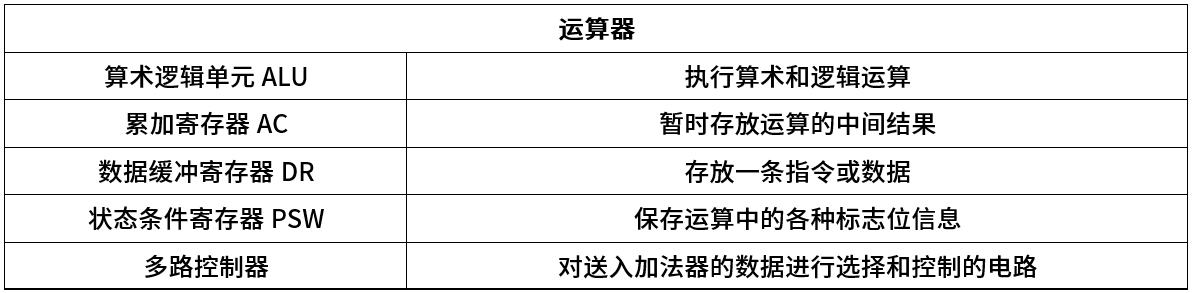 运算器
算术逻辑单元 ALU 执行算术和逻辑运算
累加寄存器 AC 暂时存放运算的中间结果
数据缓冲寄存器 DR 存放一条指令或数据
状态条件寄存器 PSW 保存运算中的各种标志位信息
多路控制器 对送入加法器的数据进行选择和控制的电路